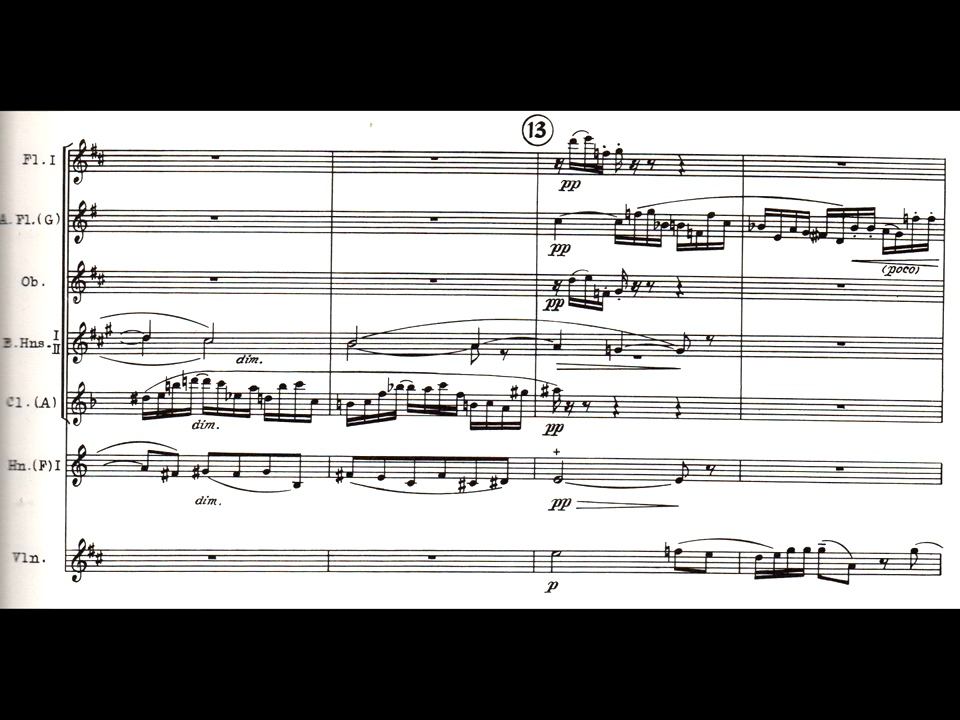 13
Fl. I
pp
A. Fl. (G)
pp
(poco)
Ob.
pp
E. Hns. I
II
dim.
Cl. (A)
dim.
pp
Hn. (F) I
dim.
+
pp
Vln.
p